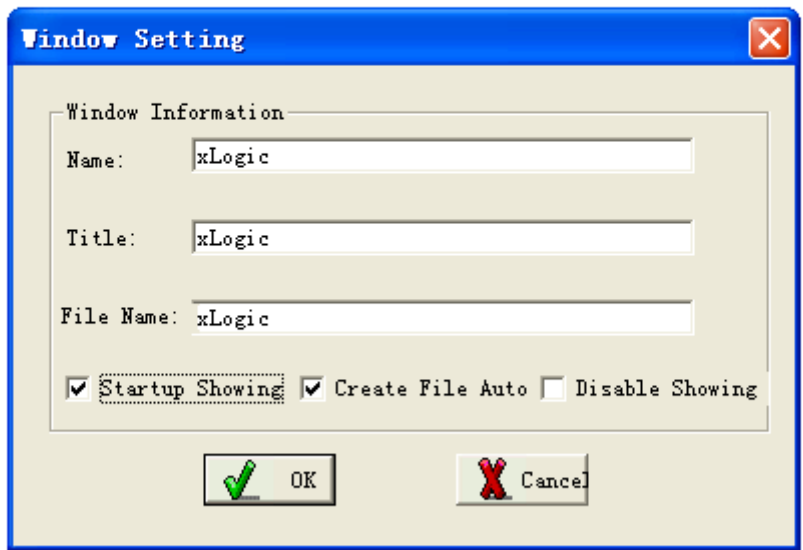 Window Setting
Window Information
Name: xLogic
Title: xLogic
File Name: xLogic
Startup Showing Create File Auto Disable Showing
OK Cancel